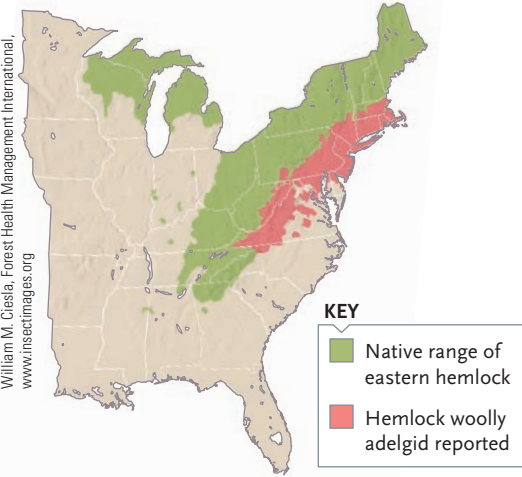 William M. Ciesla, Forest Health Management International,
www.insectimages.org
KEY
Native range of
eastern hemlock
Hemlock woolly
adelgid reported